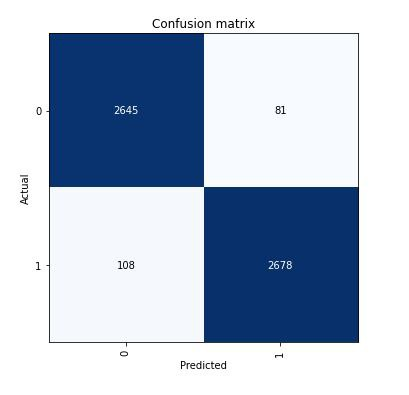 Confusion matrix
Actual
0
2645
81
1
108
2678
0
1
Predicted